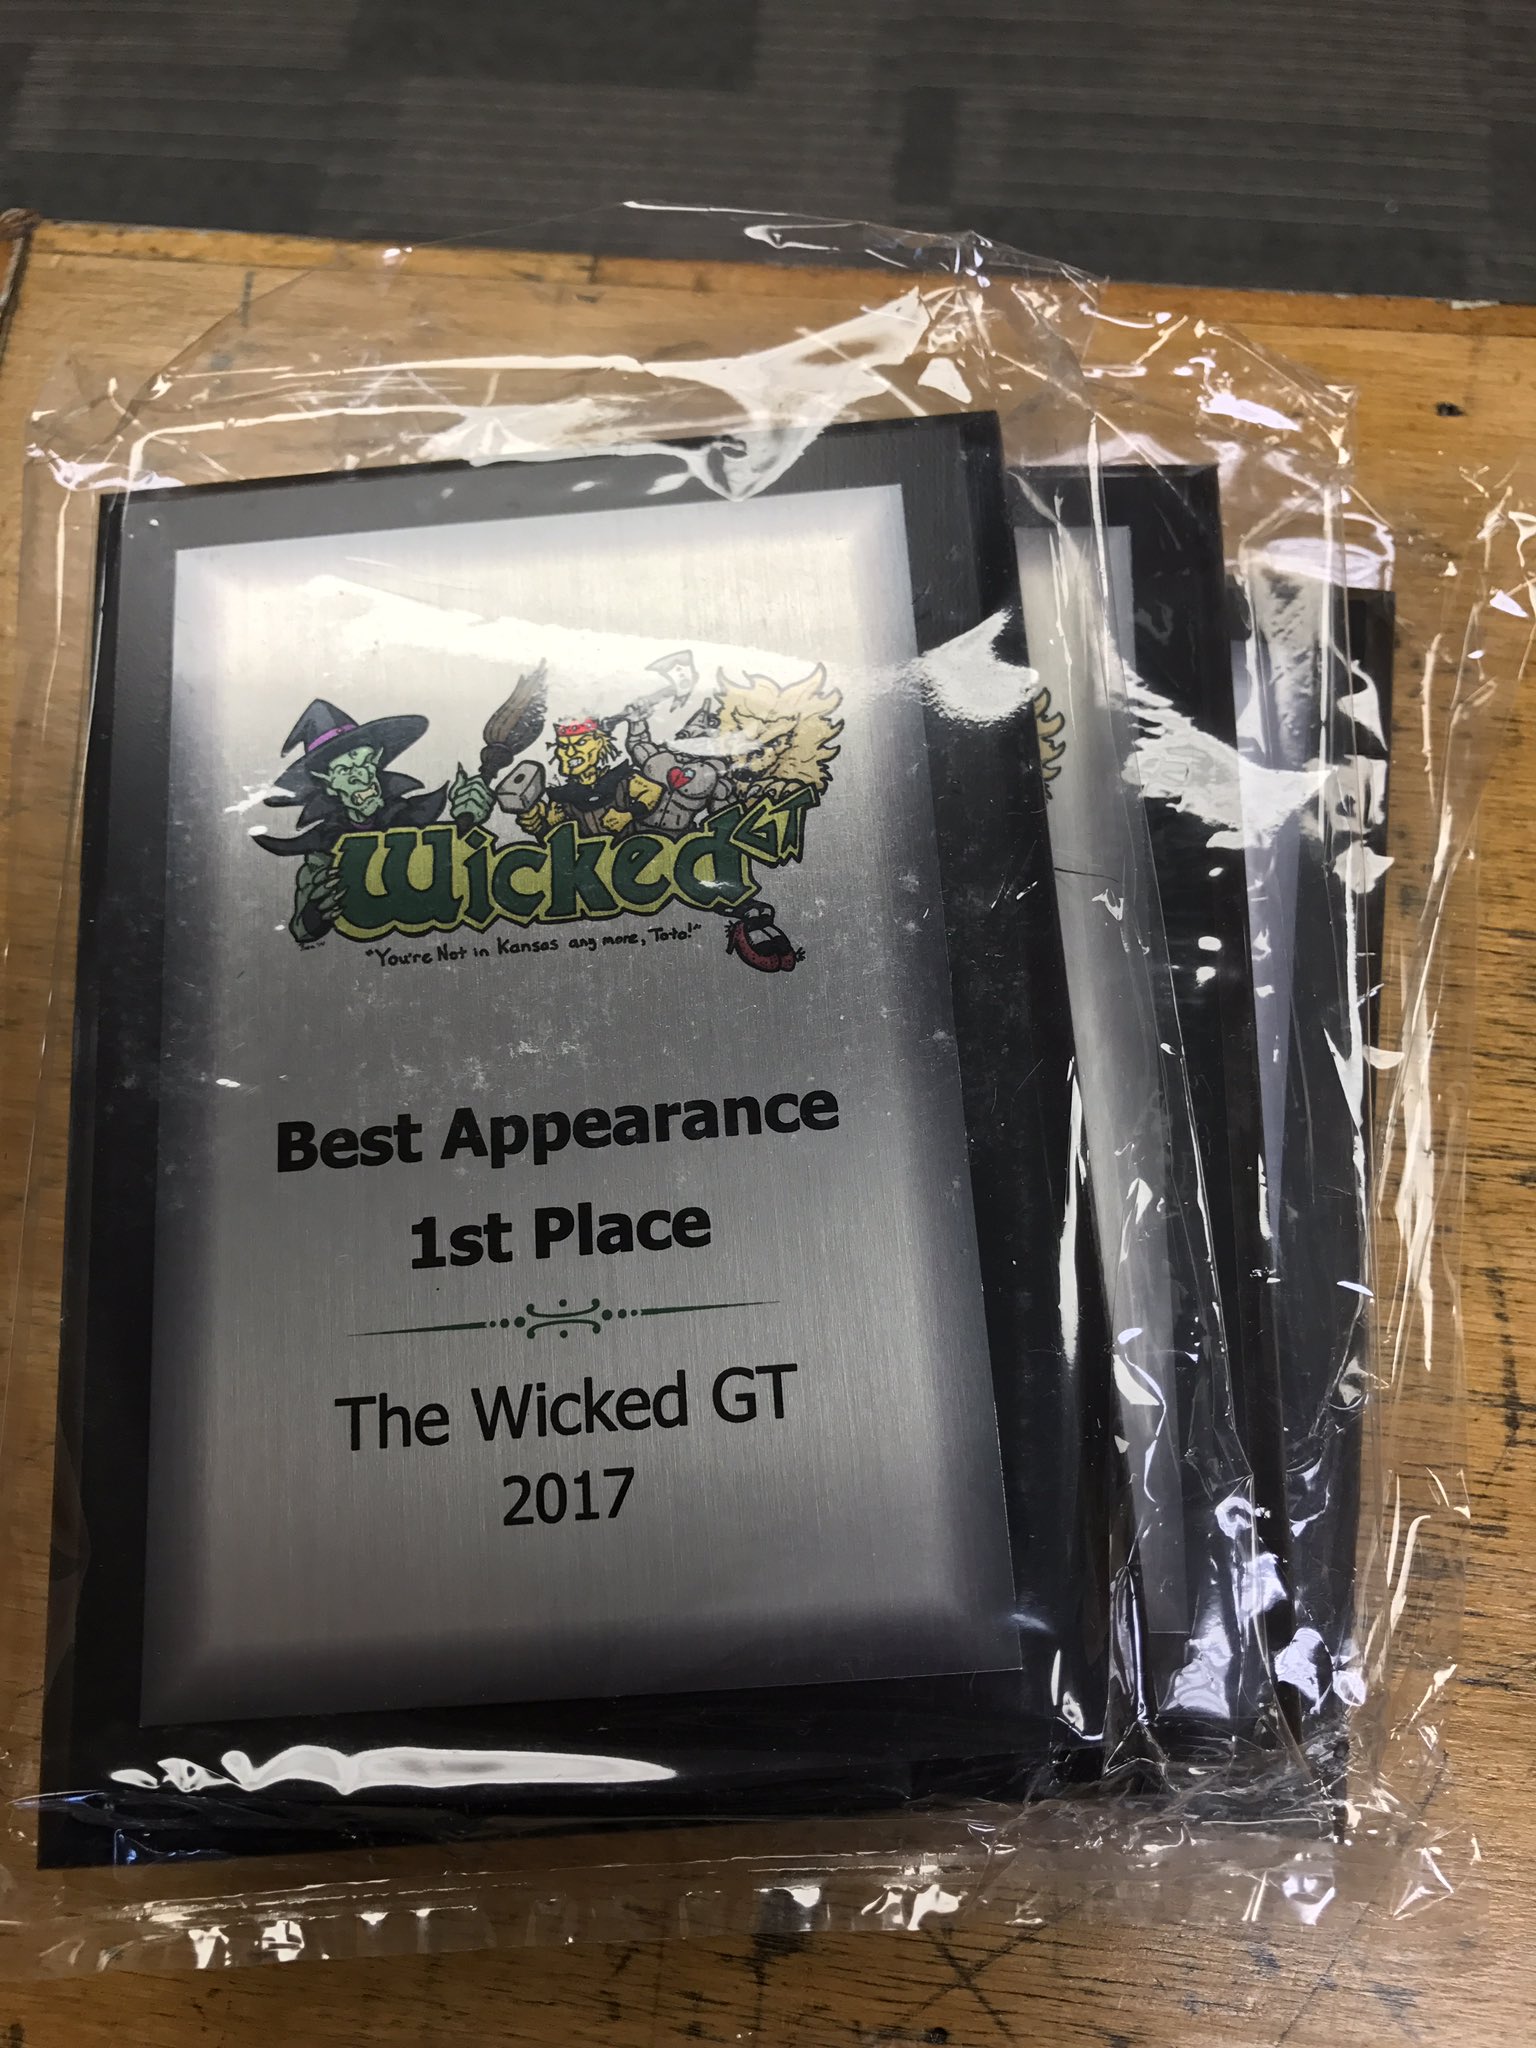 Wicked GT
"You're Not in Kansas any more, Toto!"
Best Appearance
1st Place
The Wicked GT
2017